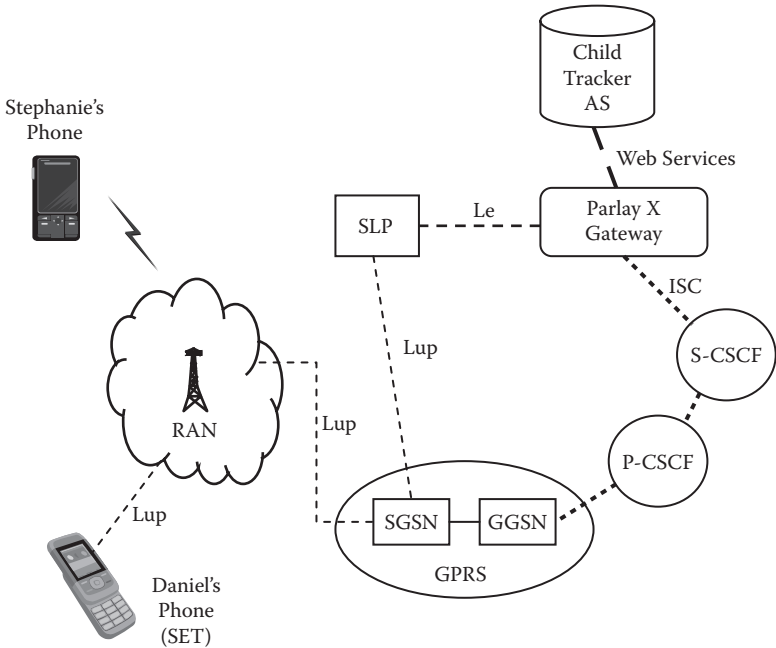 Child
Tracker
AS
Stephanie's
Phone
Web Services
SLP
Le
Parlay X
Gateway
ISC
Lup
S-CSCF
RAN
Lup
P-CSCF
Lup
SGSN
GGSN
GPRS
Daniel's
Phone
(SET)